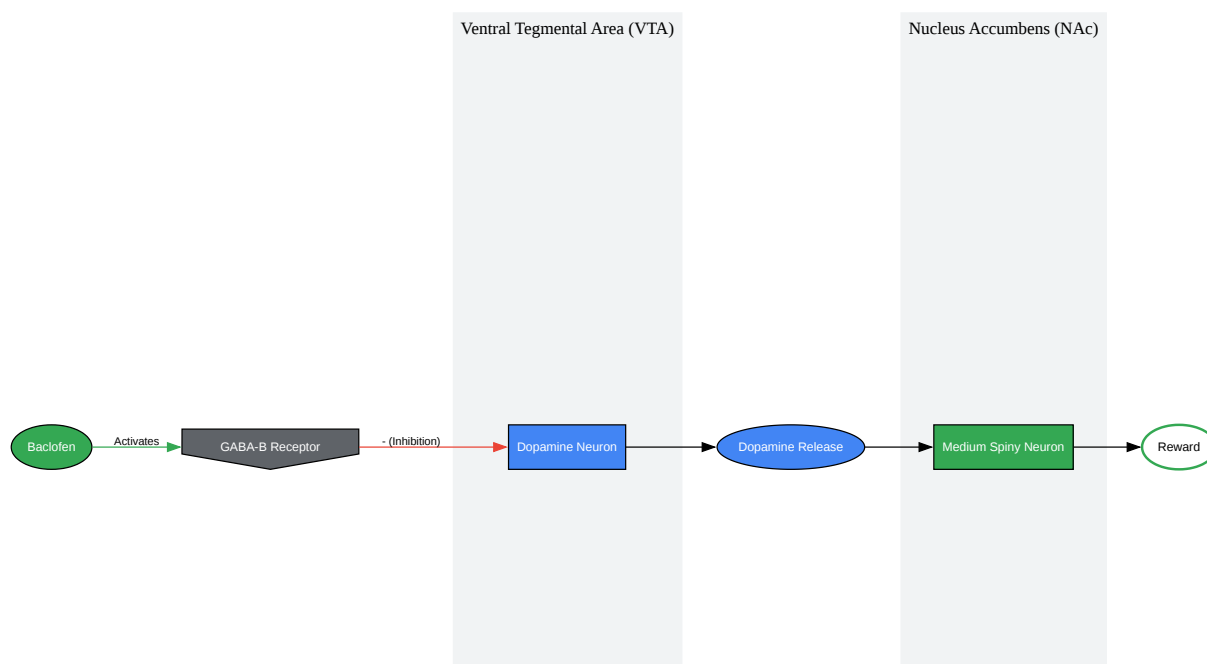 Ventral Tegmental Area (VTA)
Nucleus Accumbens (NAc)
Baclofen
Activates
GABA-B Receptor
- (Inhibition)
Dopamine Neuron
Dopamine Release
Medium Spiny Neuron
Reward